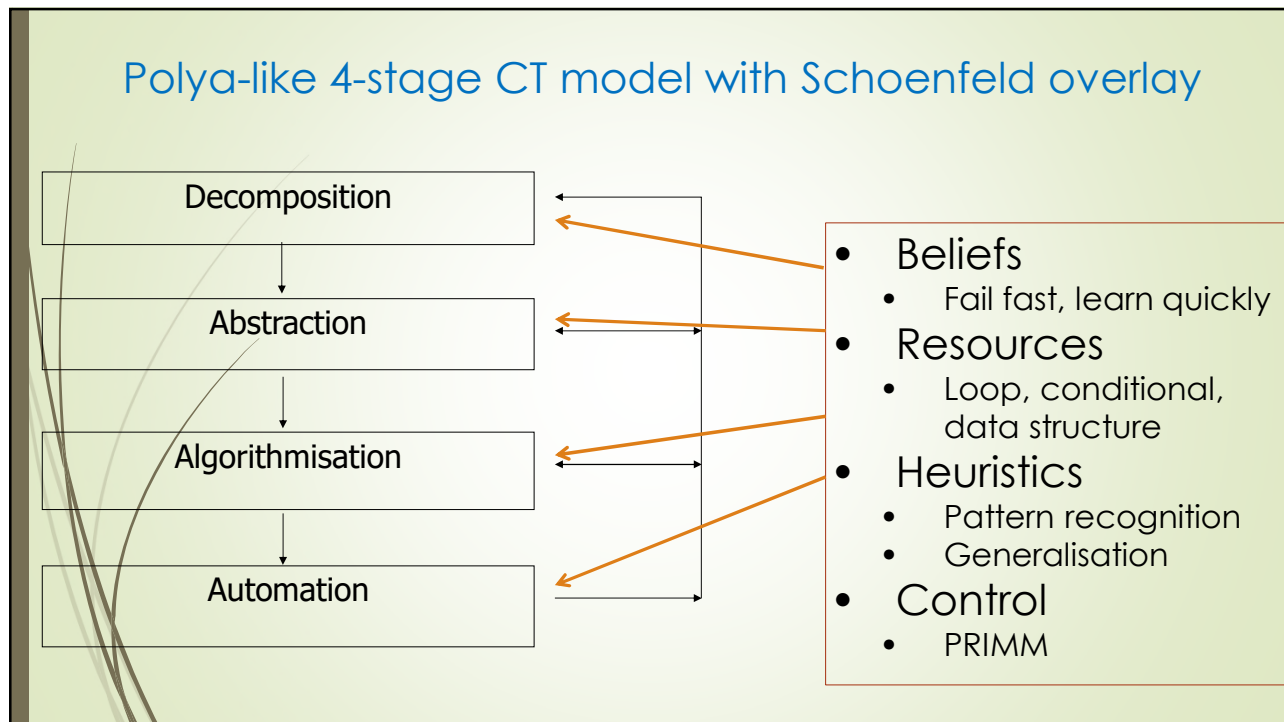 Polya-like 4-stage CT model with Schoenfeld overlay
Decomposition
Abstraction
Algorithmisation
Automation
• Beliefs
• Fail fast, learn quickly
• Resources
• Loop, conditional,
data structure
• Heuristics
• Pattern recognition
• Generalisation
• Control
• PRIMM